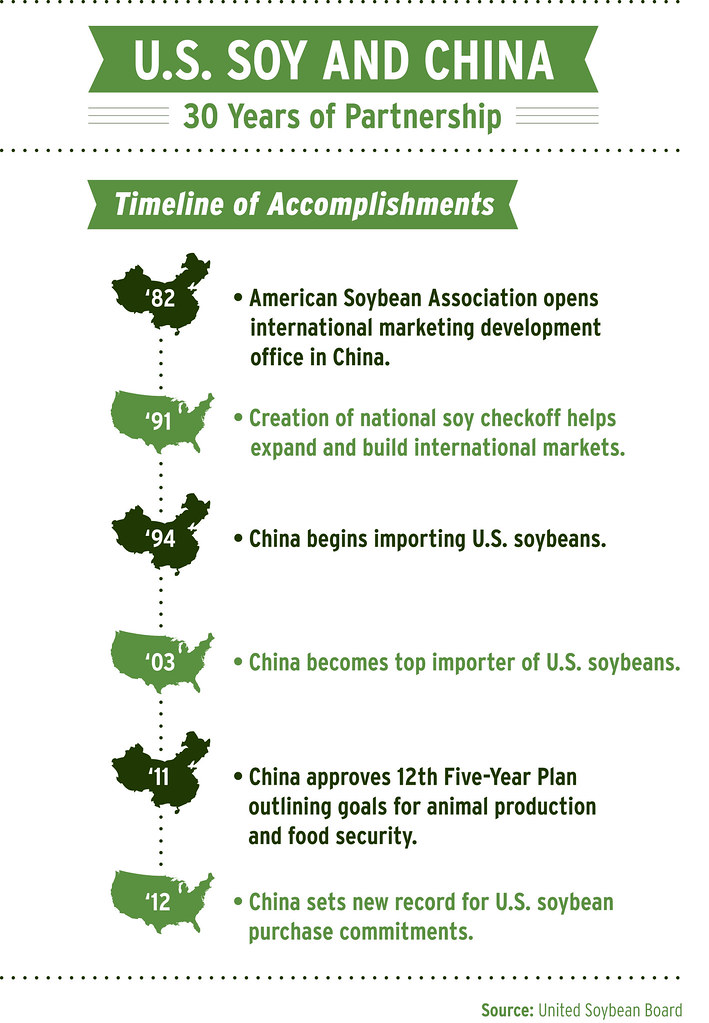 U.S. SOY AND CHINA
30 Years of Partnership
Timeline of Accomplishments
‘82
• American Soybean Association opens
international marketing development
office in China.
‘91
• Creation of national soy checkoff helps
expand and build international markets.
‘94
• China begins importing U.S. soybeans.
‘03
• China becomes top importer of U.S. soybeans.
‘11
• China approves 12th Five-Year Plan
outlining goals for animal production
and food security.
‘12
• China sets new record for U.S. soybean
purchase commitments.
Source: United Soybean Board